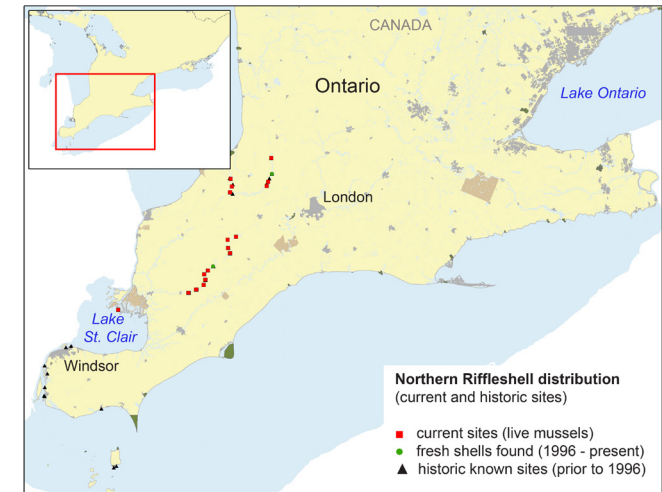 CANADA
Ontario
Lake Ontario
London
Lake
St. Clair
Windsor
Northern Riffleshell distribution
(current and historic sites)
current sites (live mussels)
fresh shells found (1996 - present)
historic known sites (prior to 1996)